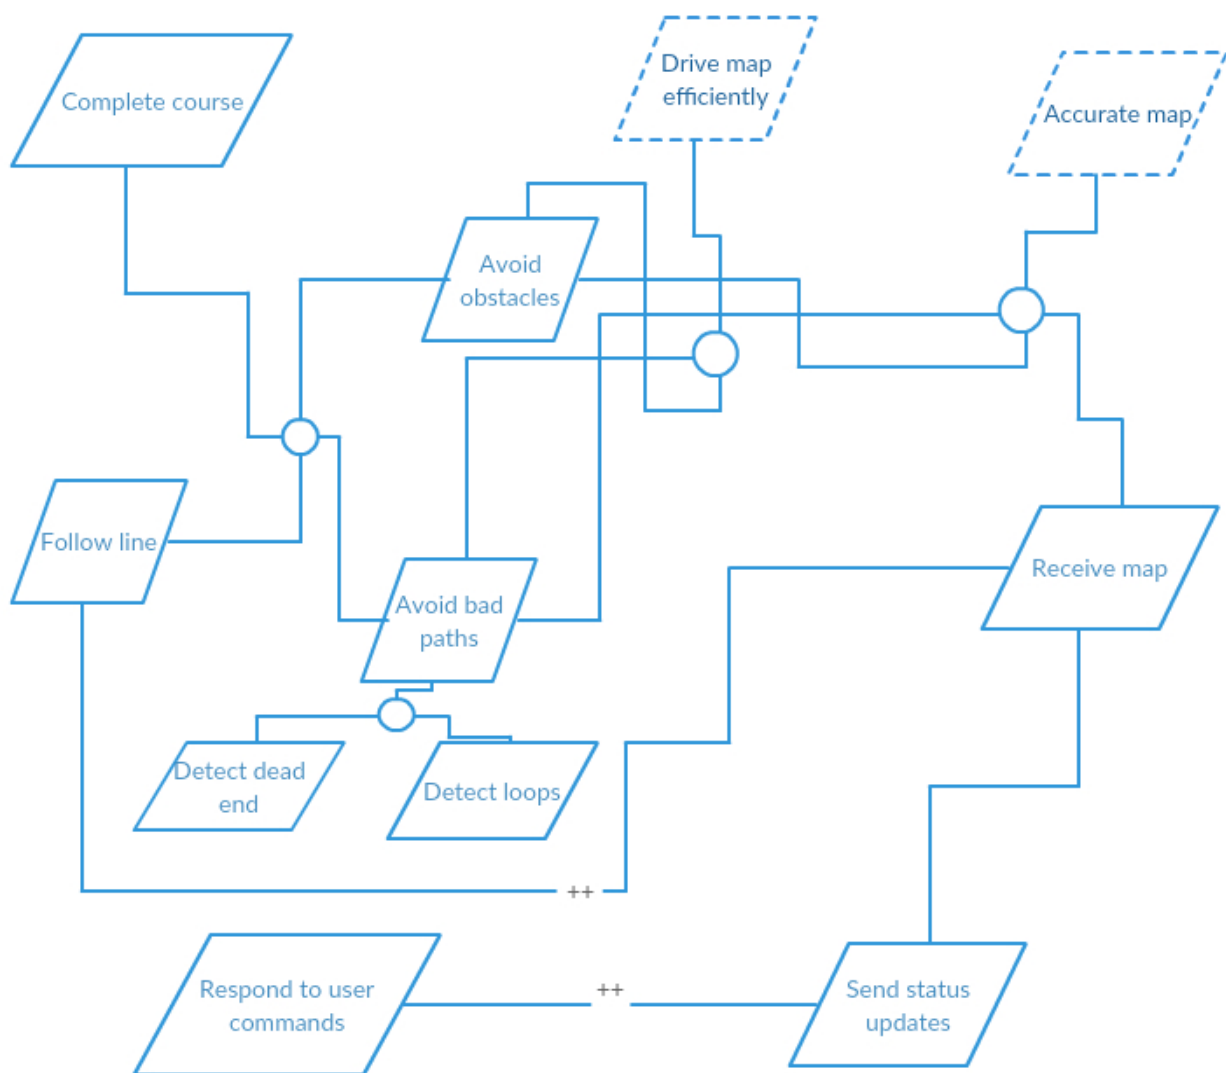 Complete course
Drive map
efficiently
Accurate map
Avoid
obstacles
Follow line
Avoid bad
paths
Receive map
Detect dead
end
Detect loops
++
Respond to user
commands
++
Send status
updates